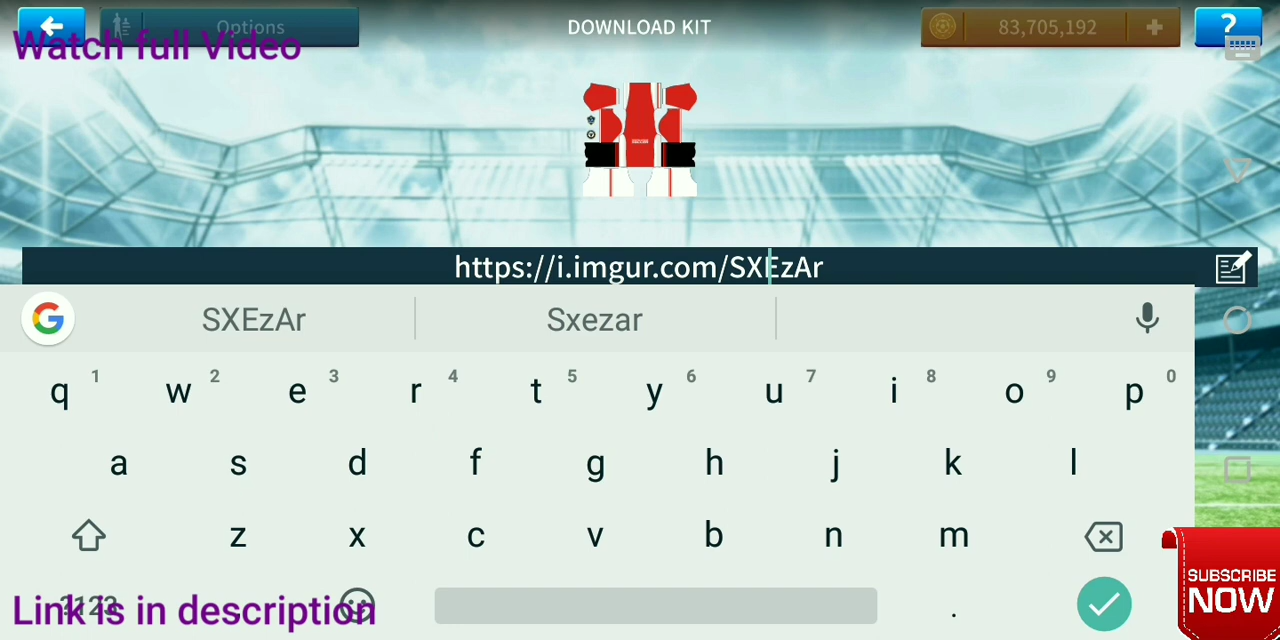 Options
DOWNLOAD KIT
83,705,192
+
?
Watch full Video
https://i.imgur.com/SXEzAr
G
SXEzAr
Sxezar
q 1 w 2 e 3 r 4 t 5 y 6 u 7 i 8 o 9 p 0
a s d f g h j k l
z x c v b n m
?123
.
Link is in description
SUBSCRIBE
NOW